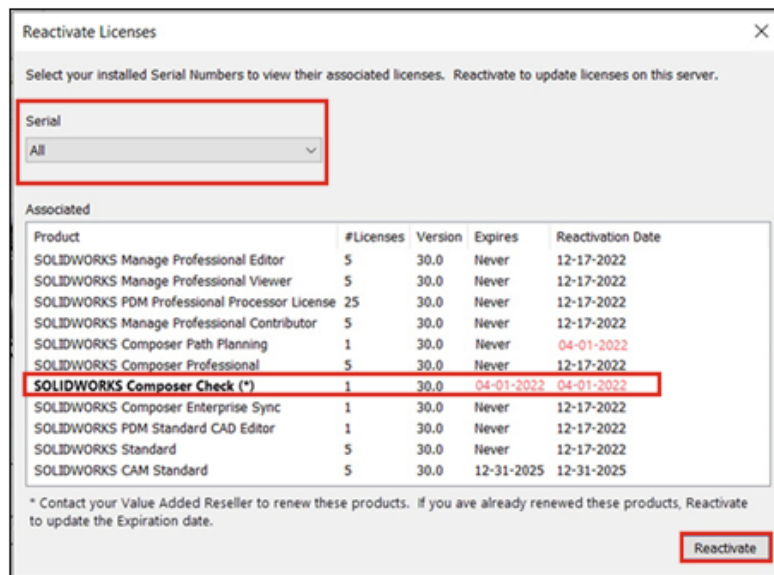 Reactivate Licenses
Select your installed Serial Numbers to view their associated licenses. Reactivate to update licenses on this server.
Serial
All
Associated
Product #Licenses Version Expires Reactivation Date
SOLIDWORKS Manage Professional Editor 5 30.0 Never 12-17-2022
SOLIDWORKS Manage Professional Viewer 5 30.0 Never 12-17-2022
SOLIDWORKS PDM Professional Processor License 25 30.0 Never 12-17-2022
SOLIDWORKS Manage Professional Contributor 5 30.0 Never 12-17-2022
SOLIDWORKS Composer Path Planning 1 30.0 Never 04-01-2022
SOLIDWORKS Composer Professional 5 30.0 Never 12-17-2022
SOLIDWORKS Composer Check (*) 1 30.0 04-01-2022 04-01-2022
SOLIDWORKS Composer Enterprise Sync 1 30.0 Never 12-17-2022
SOLIDWORKS PDM Standard CAD Editor 1 30.0 Never 12-17-2022
SOLIDWORKS Standard 5 30.0 Never 12-17-2022
SOLIDWORKS CAM Standard 5 30.0 12-31-2025 12-31-2025
* Contact your Value Added Reseller to renew these products. If you ave already renewed these products, Reactivate
to update the Expiration date.
Reactivate